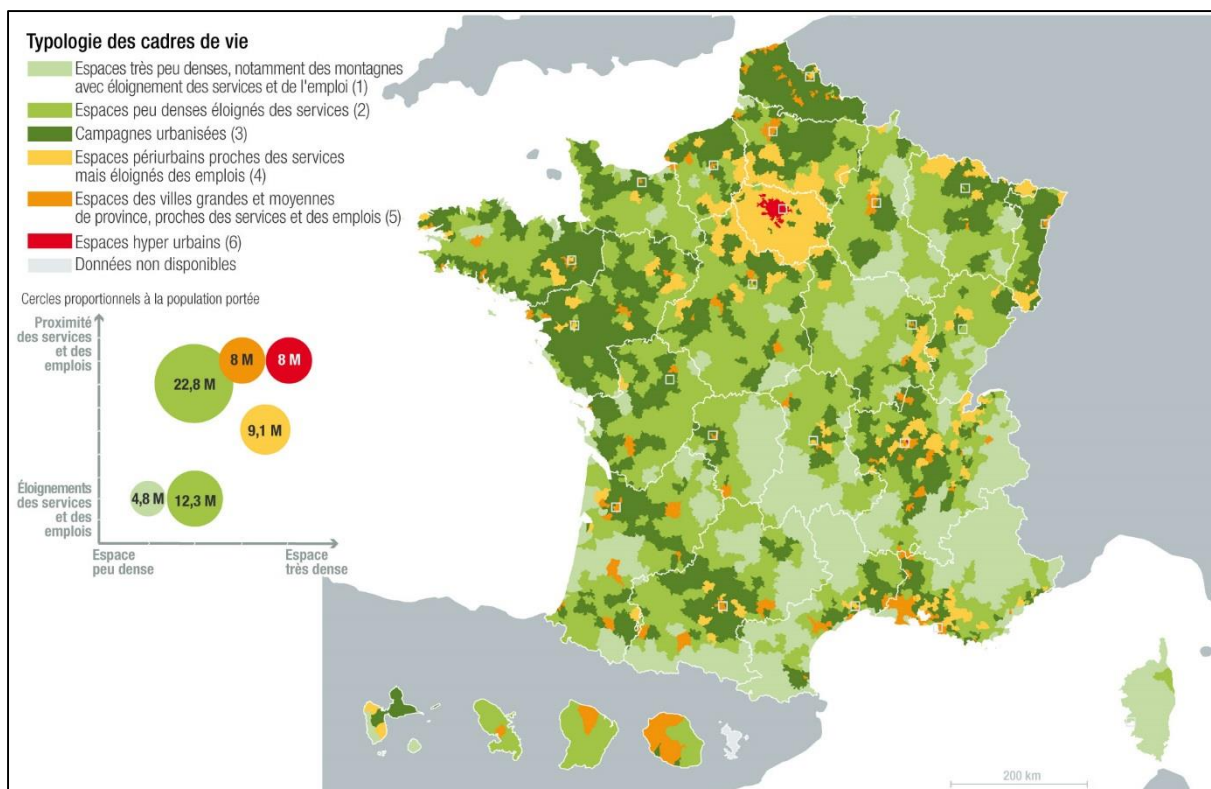 Typologie des cadres de vie
Espaces très peu denses, notamment des montagnes
avec éloignement des services et de l'emploi (1)
Espaces peu denses éloignés des services (2)
Campagnes urbanisées (3)
Espaces périurbains proches des services
mais éloignés des emplois (4)
Espaces des villes grandes et moyennes
de province, proches des services et des emplois (5)
Espaces hyper urbains (6)
Données non disponibles
Cercles proportionnels à la population portée
Proximité
des services
et des
emplois
22,8 M
8 M
8 M
9,1 M
4,8 M
12,3 M
Éloignements
des services
et des
emplois
Espace
peu dense
Espace
très dense
200 km